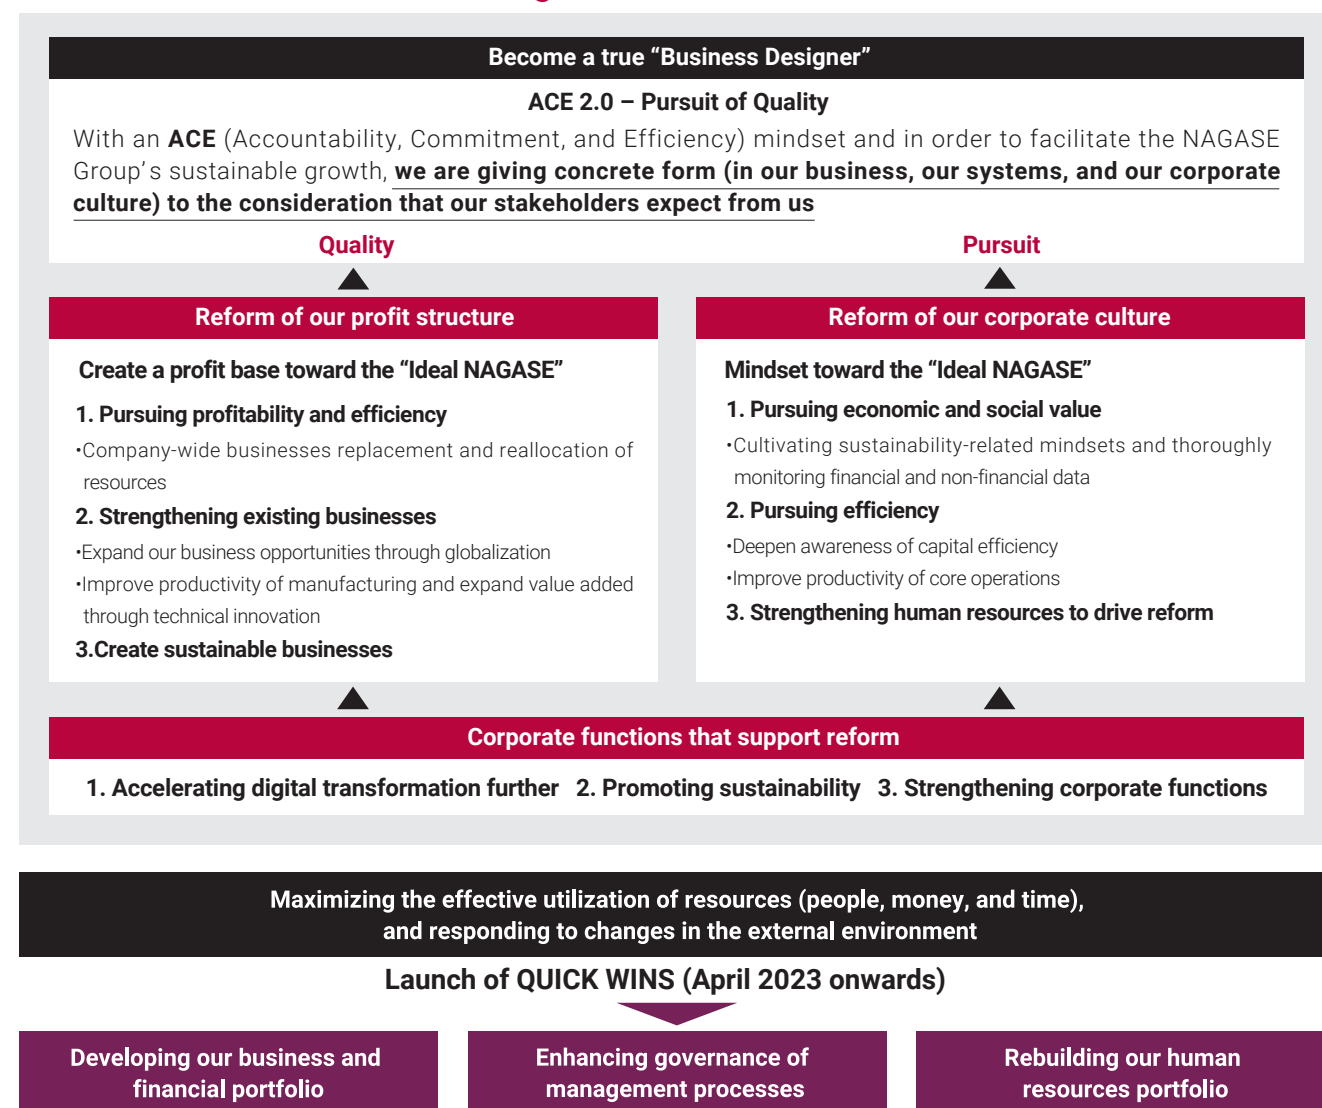 Become a true “Business Designer”
ACE 2.0 – Pursuit of Quality
With an ACE (Accountability, Commitment, and Efficiency) mindset and in order to facilitate the NAGASE
Group's sustainable growth, we are giving concrete form (in our business, our systems, and our corporate
culture) to the consideration that our stakeholders expect from us
Quality
Pursuit
Reform of our profit structure
Create a profit base toward the “Ideal NAGASE”
1. Pursuing profitability and efficiency
・Company-wide businesses replacement and reallocation of
resources
2. Strengthening existing businesses
・Expand our business opportunities through globalization
・Improve productivity of manufacturing and expand value added
through technical innovation
3.Create sustainable businesses
Reform of our corporate culture
Mindset toward the “Ideal NAGASE”
1. Pursuing economic and social value
・Cultivating sustainability-related mindsets and thoroughly
monitoring financial and non-financial data
2. Pursuing efficiency
・Deepen awareness of capital efficiency
・Improve productivity of core operations
3. Strengthening human resources to drive reform
Corporate functions that support reform
1. Accelerating digital transformation further 2. Promoting sustainability 3. Strengthening corporate functions
Maximizing the effective utilization of resources (people, money, and time),
and responding to changes in the external environment
Launch of QUICK WINS (April 2023 onwards)
Developing our business and
financial portfolio
Enhancing governance of
management processes
Rebuilding our human
resources portfolio